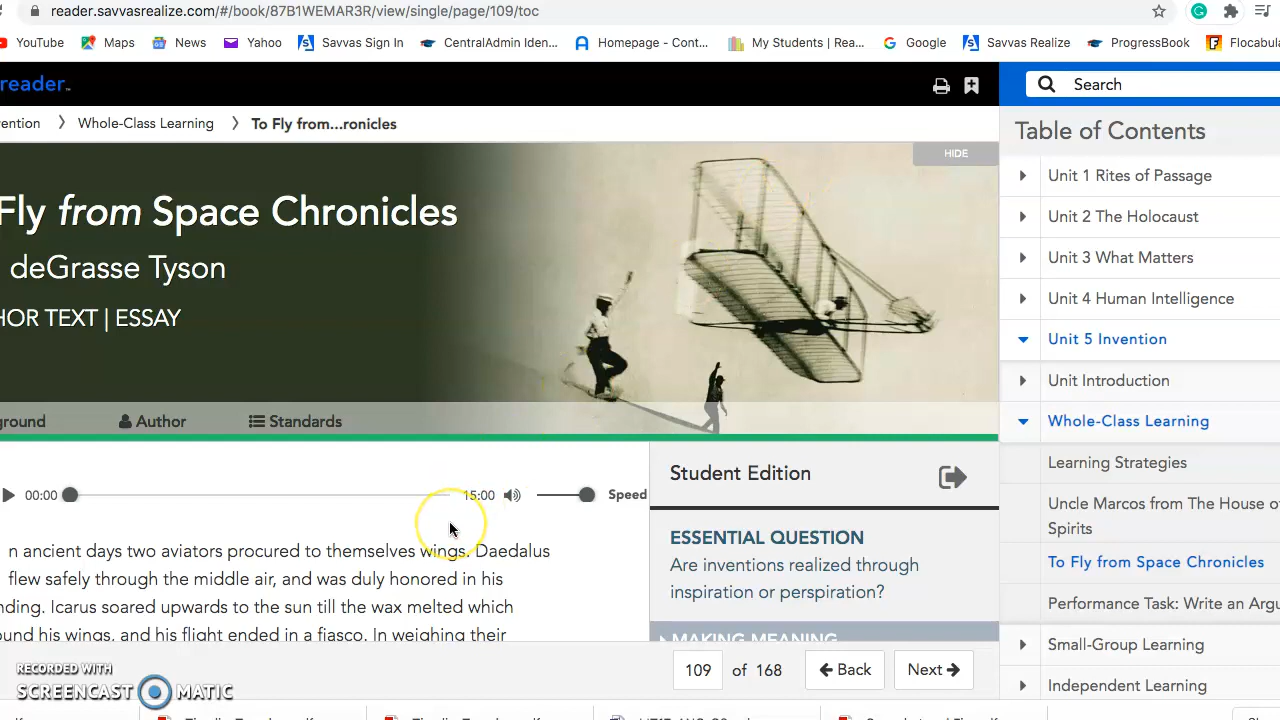 reader.savvasrealize.com/#/book/87B1WEMAR3R/view/single/page/109/toc
YouTube Maps News Yahoo Savvas Sign In CentralAdmin Iden... Homepage - Cont... My Students | Rea... Google Savvas Realize ProgressBook Flocabula
reader™
Search
ention > Whole-Class Learning > To Fly from...ronicles
Table of Contents
HIDE
Fly from Space Chronicles
deGrasse Tyson
HOR TEXT | ESSAY
ground Author Standards
Unit 1 Rites of Passage
Unit 2 The Holocaust
Unit 3 What Matters
Unit 4 Human Intelligence
Unit 5 Invention
Unit Introduction
Whole-Class Learning
Learning Strategies
Uncle Marcos from The House o
Spirits
To Fly from Space Chronicles
Performance Task: Write an Argu
Small-Group Learning
Independent Learning
00:00 15:00 Speed
n ancient days two aviators procured to themselves wings. Daedalus
flew safely through the middle air, and was duly honored in his
nding. Icarus soared upwards to the sun till the wax melted which
ound his wings, and his flight ended in a fiasco. In weighing their
Student Edition
ESSENTIAL QUESTION
Are inventions realized through
inspiration or perspiration?
MAKING MEANING
109 of 168 Back Next
RECORDED WITH
SCREENCAST MATIC